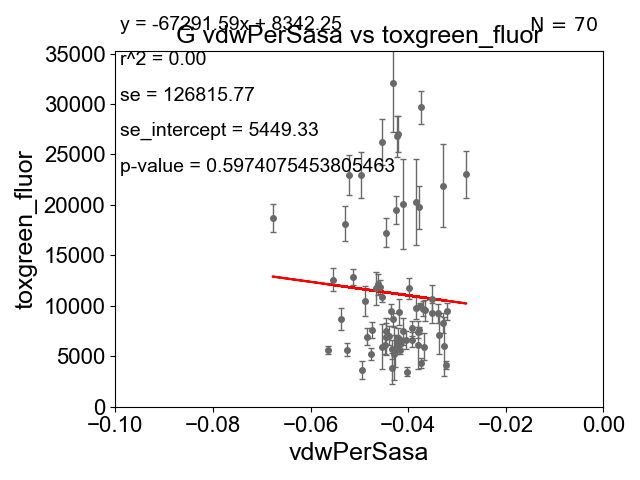 y = -67291.59x + 8342.25
N = 70
G vdwPerSasa vs toxgreen_fluor
r^2 = 0.00
se = 126815.77
se_intercept = 5449.33
p-value = 0.5974075453805463
toxgreen_fluor
35000
30000
25000
20000
15000
10000
5000
0
−0.10
−0.08
−0.06
−0.04
−0.02
0.00
vdwPerSasa